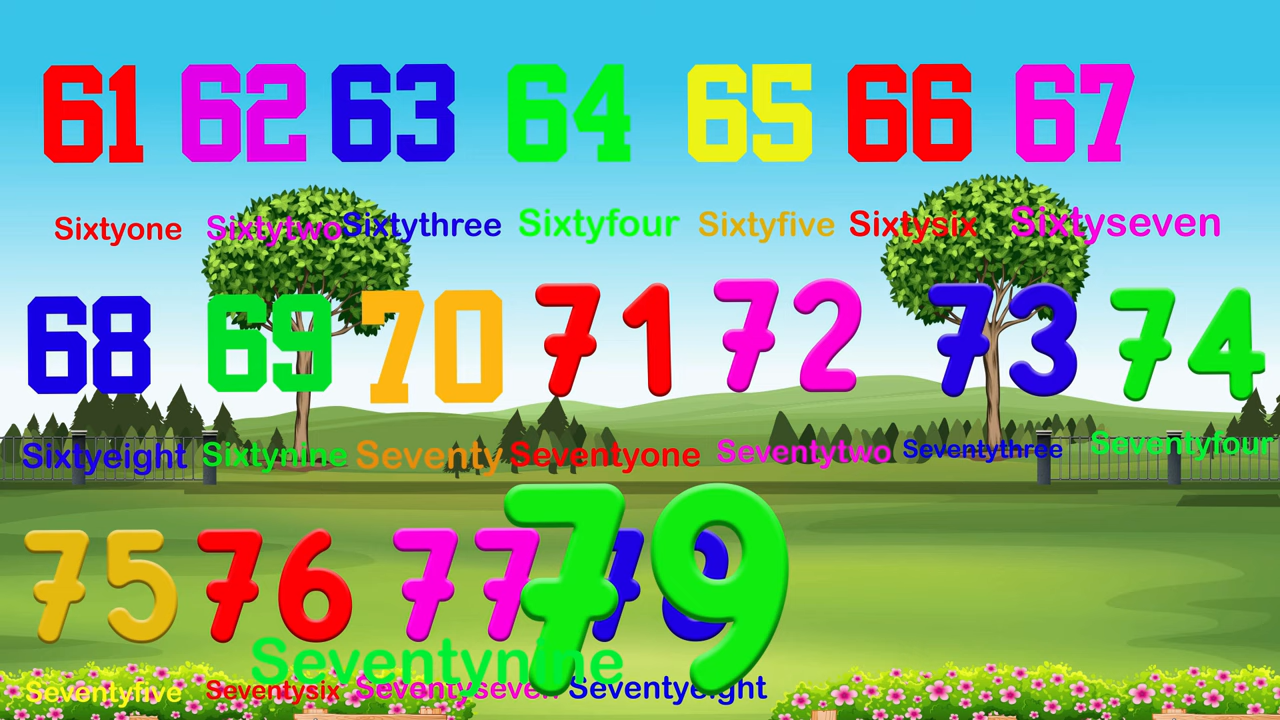 61 62 63 64 65 66 67
Sixtyone Sixtytwo Sixtythree Sixtyfour Sixtyfive Sixtysix Sixtyseven
68 69 70 71 72 73 74
Sixtyeight Sixtynine Seventy Seventyone Seventytwo Seventythree Seventyfour
75 76 77 78 79
Seventynine
Seventyfive Seventysix Seventyseven Seventyeight